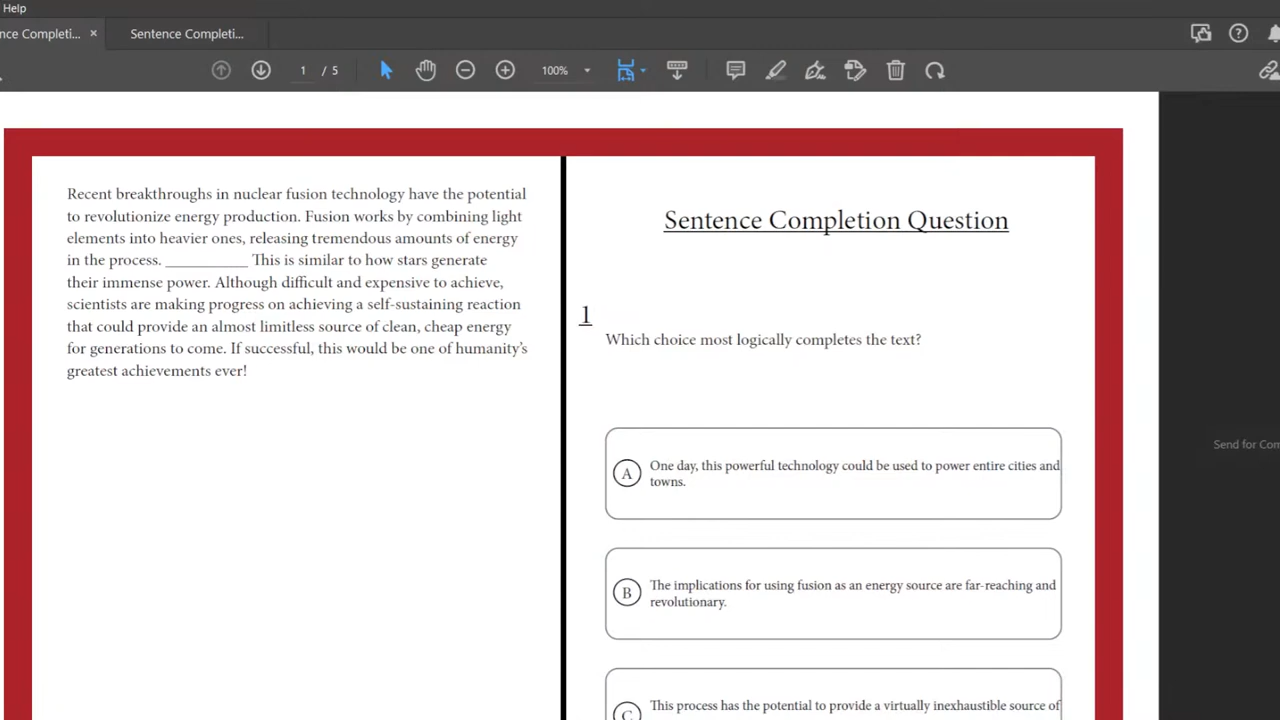 Help
nce Completi... ×
Sentence Completi...
1 / 5
100%
Recent breakthroughs in nuclear fusion technology have the potential
to revolutionize energy production. Fusion works by combining light
elements into heavier ones, releasing tremendous amounts of energy
in the process. __________ This is similar to how stars generate
their immense power. Although difficult and expensive to achieve,
scientists are making progress on achieving a self-sustaining reaction
that could provide an almost limitless source of clean, cheap energy
for generations to come. If successful, this would be one of humanity’s
greatest achievements ever!
Sentence Completion Question
1
Which choice most logically completes the text?
A
One day, this powerful technology could be used to power entire cities and
towns.
B
The implications for using fusion as an energy source are far-reaching and
revolutionary.
C
This process has the potential to provide a virtually inexhaustible source of
Send for Com